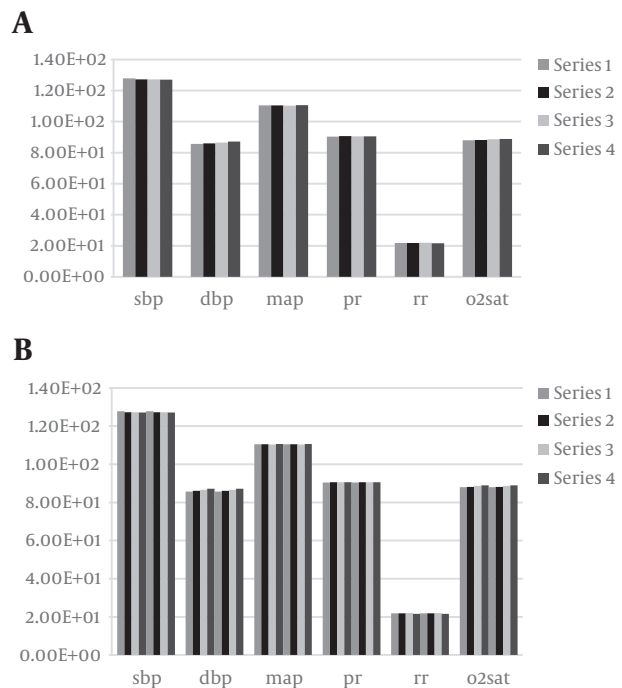 A
1.40E+02
1.20E+02
1.00E+02
8.00E+01
6.00E+01
4.00E+01
2.00E+01
0.00E+00
sbp dbp map pr rr o2sat
Series 1
Series 2
Series 3
Series 4
B
1.40E+02
1.20E+02
1.00E+02
8.00E+01
6.00E+01
4.00E+01
2.00E+01
0.00E+00
sbp dbp map pr rr o2sat
Series 1
Series 2
Series 3
Series 4